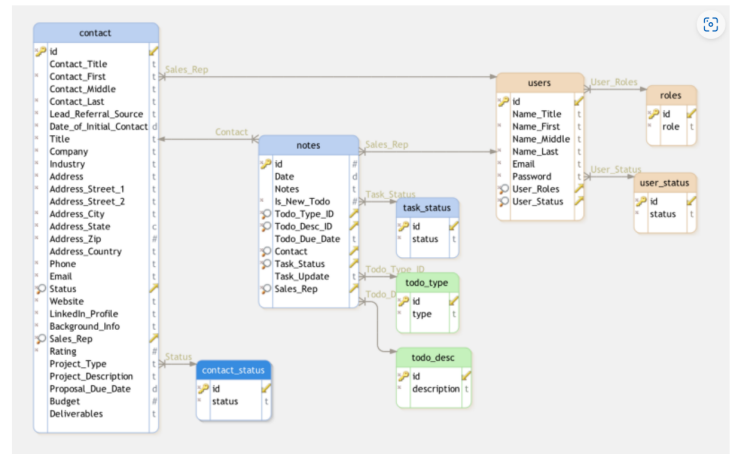 contact
id
Contact_Title t
* Contact_First t
Contact_Middle t
* Contact_Last t
* Lead_Referral_Source t
* Date_of_Initial_Contact d
* Title t
* Company t
* Industry t
* Address t
* Address_Street_1 t
Address_Street_2 t
* Address_City t
* Address_State c
* Address_Zip #
Address_Country t
* Phone t
* Email t
Status
* Website t
* LinkedIn_Profile t
* Background_Info t
Sales_Rep
* Rating #
Project_Type t
Project_Description t
Proposal_Due_Date d
Budget #
Deliverables t
Sales_Rep
Contact
Status
notes
id #
Date d
Notes t
* Is_New_Todo #
Todo_Type_ID
Todo_Desc_ID
Todo_Due_Date t
Contact
Task_Status
Task_Update t
Sales_Rep
Sales_Rep
Task_Status
Todo_Type_ID
Todo_D
contact_status
id
* status t
task_status
id
* status t
todo_type
id
* type t
todo_desc
id
* description t
users
id
Name_Title t
* Name_First t
Name_Middle t
* Name_Last t
* Email t
* Password t
User_Roles
User_Status
User_Roles
User_Status
roles
id
* role t
user_status
id
* status t